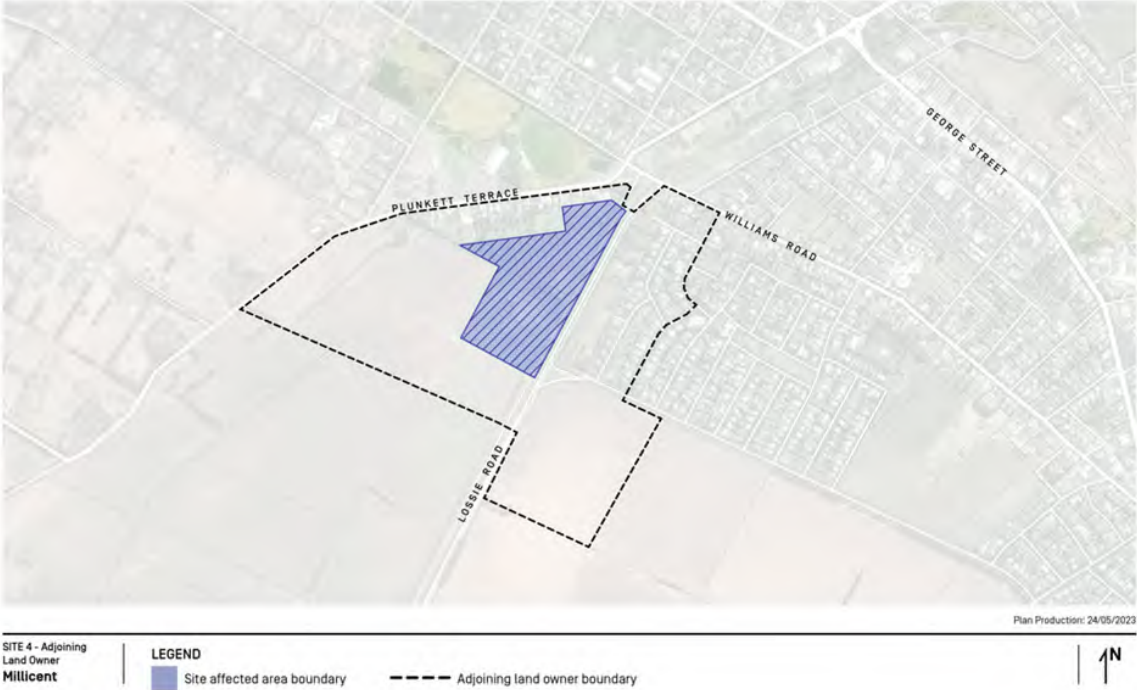 GEORGE STREET
PLUNKETT TERRACE
WILLIAMS ROAD
LOSSIE ROAD
Plan Production: 24/05/2023
SITE 4 - Adjoining
Land Owner
Millicent
LEGEND
Site affected area boundary
Adjoining land owner boundary
N